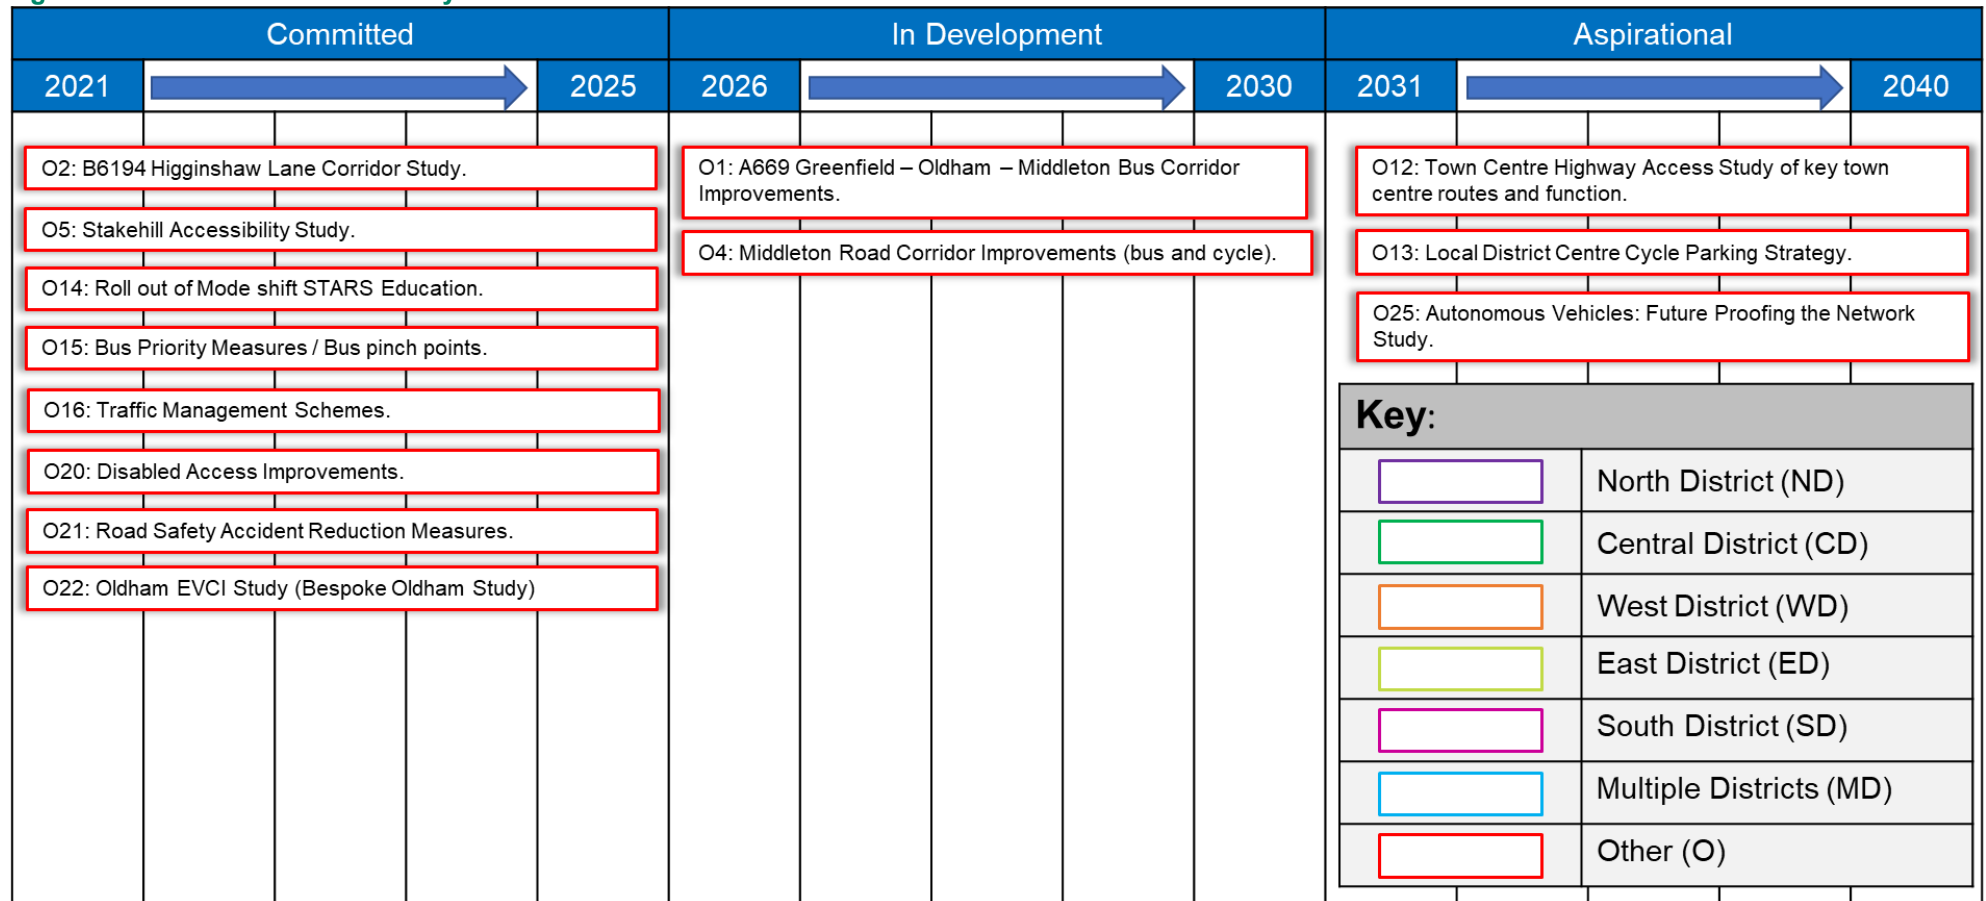 Committed
In Development
Aspirational
2021
2025
2026
2030
2031
2040
O2: B6194 Higginshaw Lane Corridor Study.
O5: Stakehill Accessibility Study.
O14: Roll out of Mode shift STARS Education.
O15: Bus Priority Measures / Bus pinch points.
O16: Traffic Management Schemes.
O20: Disabled Access Improvements.
O21: Road Safety Accident Reduction Measures.
O22: Oldham EVCI Study (Bespoke Oldham Study)
O1: A669 Greenfield – Oldham – Middleton Bus Corridor
Improvements.
O4: Middleton Road Corridor Improvements (bus and cycle).
O12: Town Centre Highway Access Study of key town
centre routes and function.
O13: Local District Centre Cycle Parking Strategy.
O25: Autonomous Vehicles: Future Proofing the Network
Study.
Key:
North District (ND)
Central District (CD)
West District (WD)
East District (ED)
South District (SD)
Multiple Districts (MD)
Other (O)